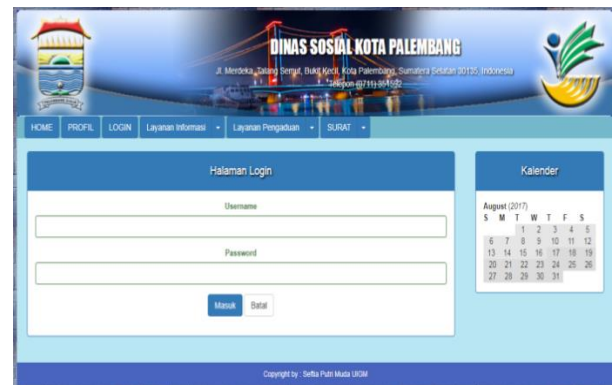 DINAS SOSIAL KOTA PALEMBANG
Jl. Merdeka, Talang Semut, Bukit Kecil, Kota Palembang, Sumatera Selatan 30135, Indonesia
Telepon (0711)
HOME PROFIL LOGIN Layanan Informasi Layanan Pengaduan SURAT
Halaman Login
Username
Password
Masuk Batal
Kalender
August (2017)
S M T W T F S
1 2 3 4 5
6 7 8 9 10 11 12
13 14 15 16 17 18 19
20 21 22 23 24 25 26
27 28 29 30 31
Copyright by : Seftia Putri Muda UIGM